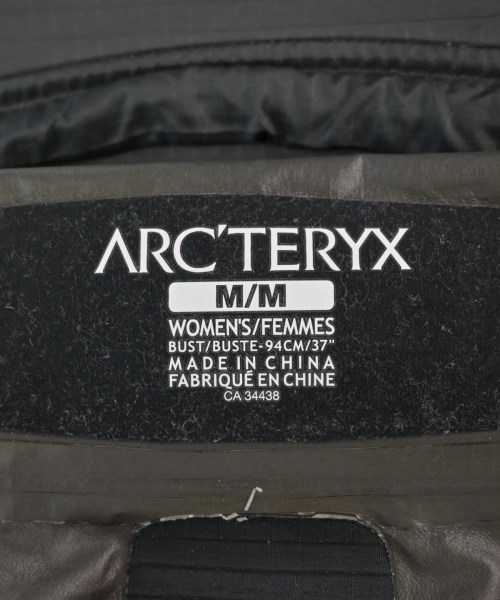 ARC'TERYX
M/M
WOMEN'S/FEMMES
BUST/BUSTE-94CM/37"
MADE IN CHINA
FABRIQUÉ EN CHINE
CA 34438